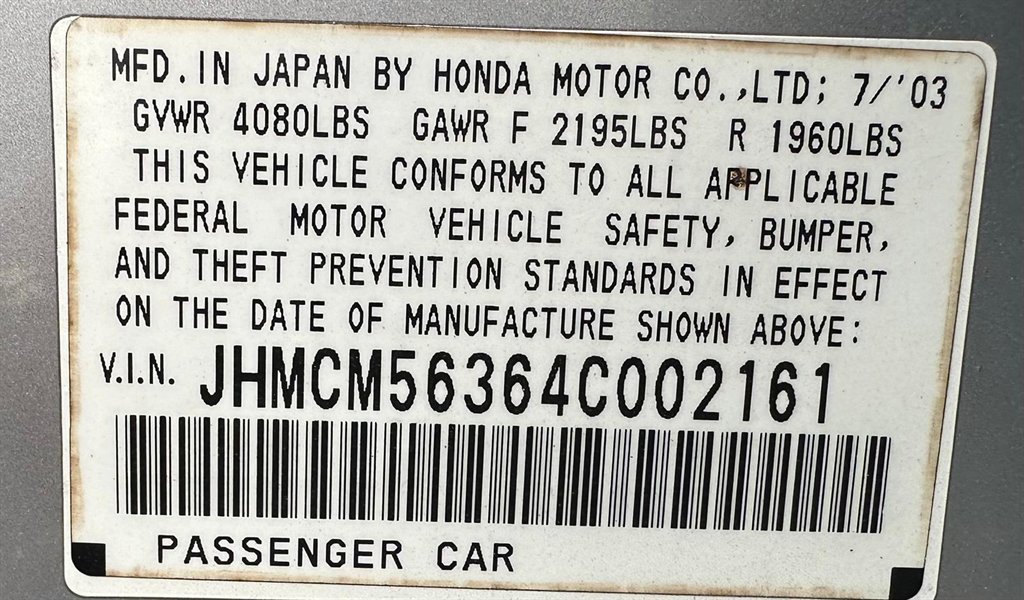 MFD.IN JAPAN BY HONDA MOTOR CO.,LTD; 7/'03
GVWR 4080LBS GAWR F 2195LBS R 1960LBS
THIS VEHICLE CONFORMS TO ALL APPLICABLE
FEDERAL MOTOR VEHICLE SAFETY, BUMPER,
AND THEFT PREVENTION STANDARDS IN EFFECT
ON THE DATE OF MANUFACTURE SHOWN ABOVE:
V.I.N. JHMCM56364C002161
PASSENGER CAR